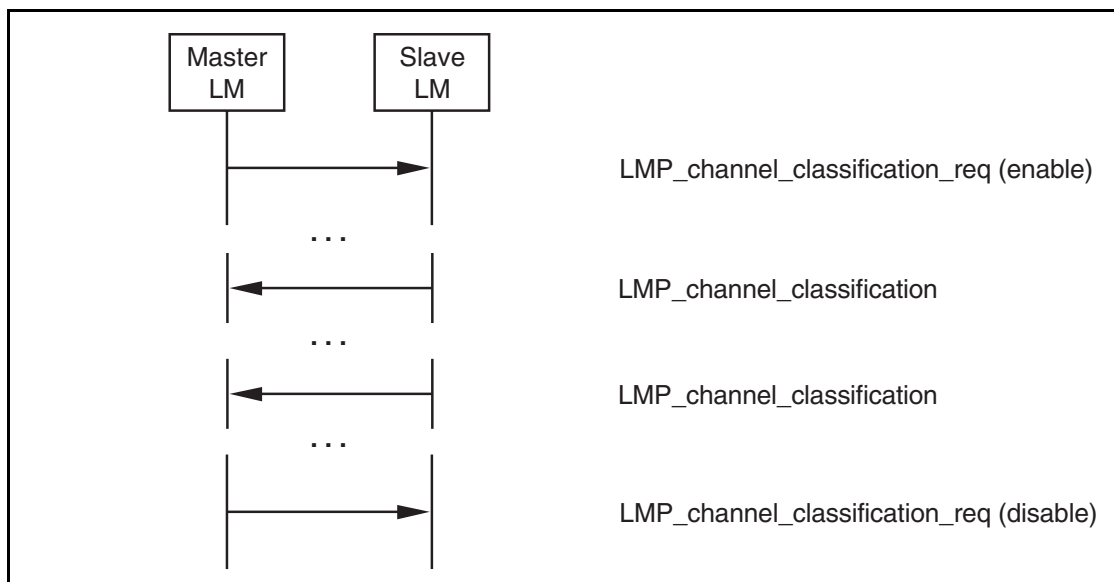 Master
LM
Slave
LM
LMP_channel_classification_req (enable)
...
LMP_channel_classification
...
LMP_channel_classification
...
LMP_channel_classification_req (disable)